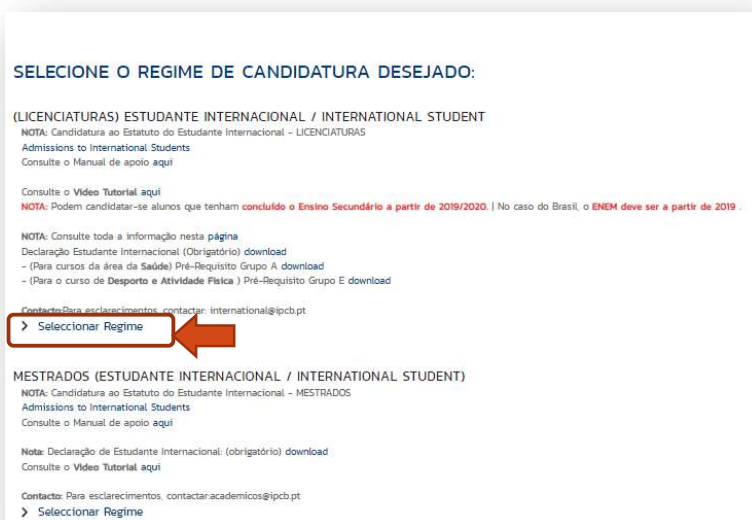 SELECIONE O REGIME DE CANDIDATURA DESEJADO:
(LICENCIATURAS) ESTUDANTE INTERNACIONAL / INTERNATIONAL STUDENT
NOTA: Candidatura ao Estatuto do Estudante Internacional - LICENCIATURAS
Admissions to International Students
Consulte o Manual de apoio aqui
Consulte o Vídeo Tutorial aqui
NOTA: Podem candidatar-se alunos que tenham concluído o Ensino Secundário a partir de 2019/2020. | No caso do Brasil, o ENEM deve ser a partir de 2019 .
NOTA: Consulte toda a informação nesta página
Declaração Estudante Internacional (Obrigatório) download
- (Para cursos da área da Saúde) Pré-Requisito Grupo A download
- (Para o curso de Desporto e Atividade Física ) Pré-Requisito Grupo E download
Contacto:Para esclarecimentos, contactar: international@ipcb.pt
> Seleccionar Regime
MESTRADOS (ESTUDANTE INTERNACIONAL / INTERNATIONAL STUDENT)
NOTA: Candidatura ao Estatuto do Estudante Internacional - MESTRADOS
Admissions to International Students
Consulte o Manual de apoio aqui
Nota: Declaração de Estudante Internacional: (obrigatório) download
Consulte o Vídeo Tutorial aqui
Contacto: Para esclarecimentos, contactar:academicos@ipcb.pt
> Seleccionar Regime